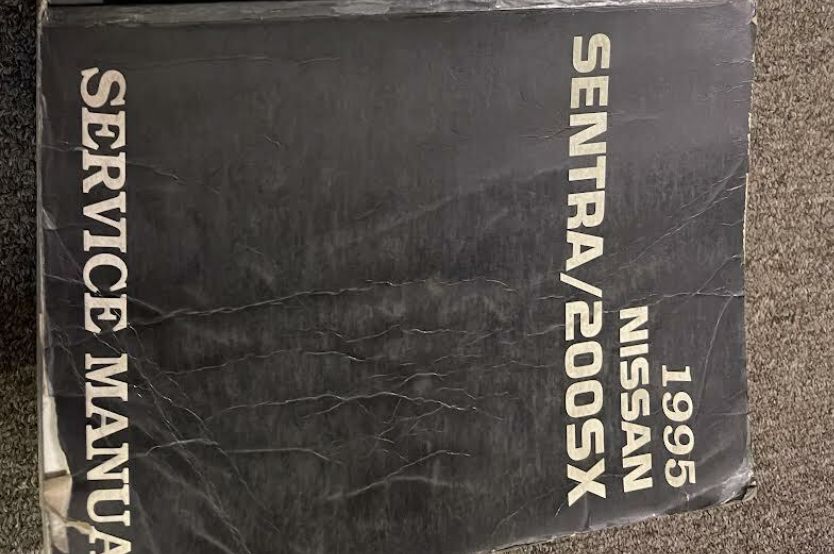 1995
NISSAN
SENTRA/200SX
SERVICE MANUA